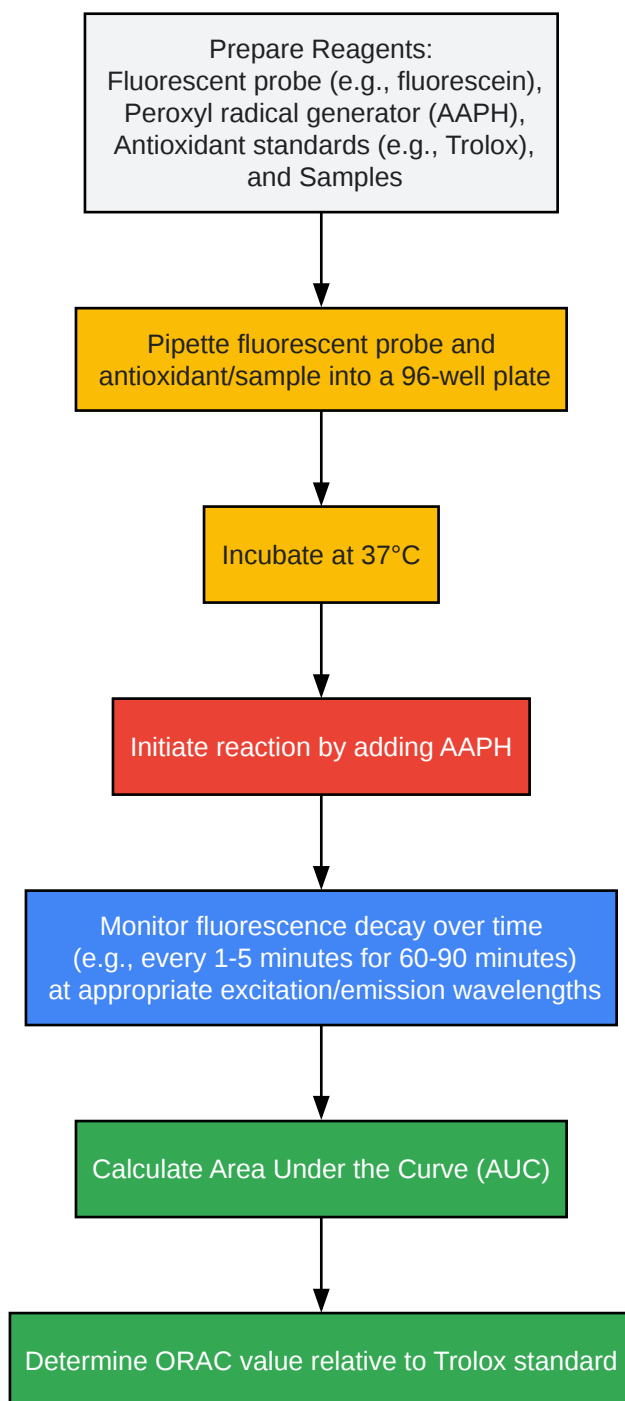 Prepare Reagents:
Fluorescent probe (e.g., fluorescein),
Peroxyl radical generator (AAPH),
Antioxidant standards (e.g., Trolox),
and Samples
Pipette fluorescent probe and
antioxidant/sample into a 96-well plate
Incubate at 37°C
Initiate reaction by adding AAPH
Monitor fluorescence decay over time
(e.g., every 1-5 minutes for 60-90 minutes)
at appropriate excitation/emission wavelengths
Calculate Area Under the Curve (AUC)
Determine ORAC value relative to Trolox standard